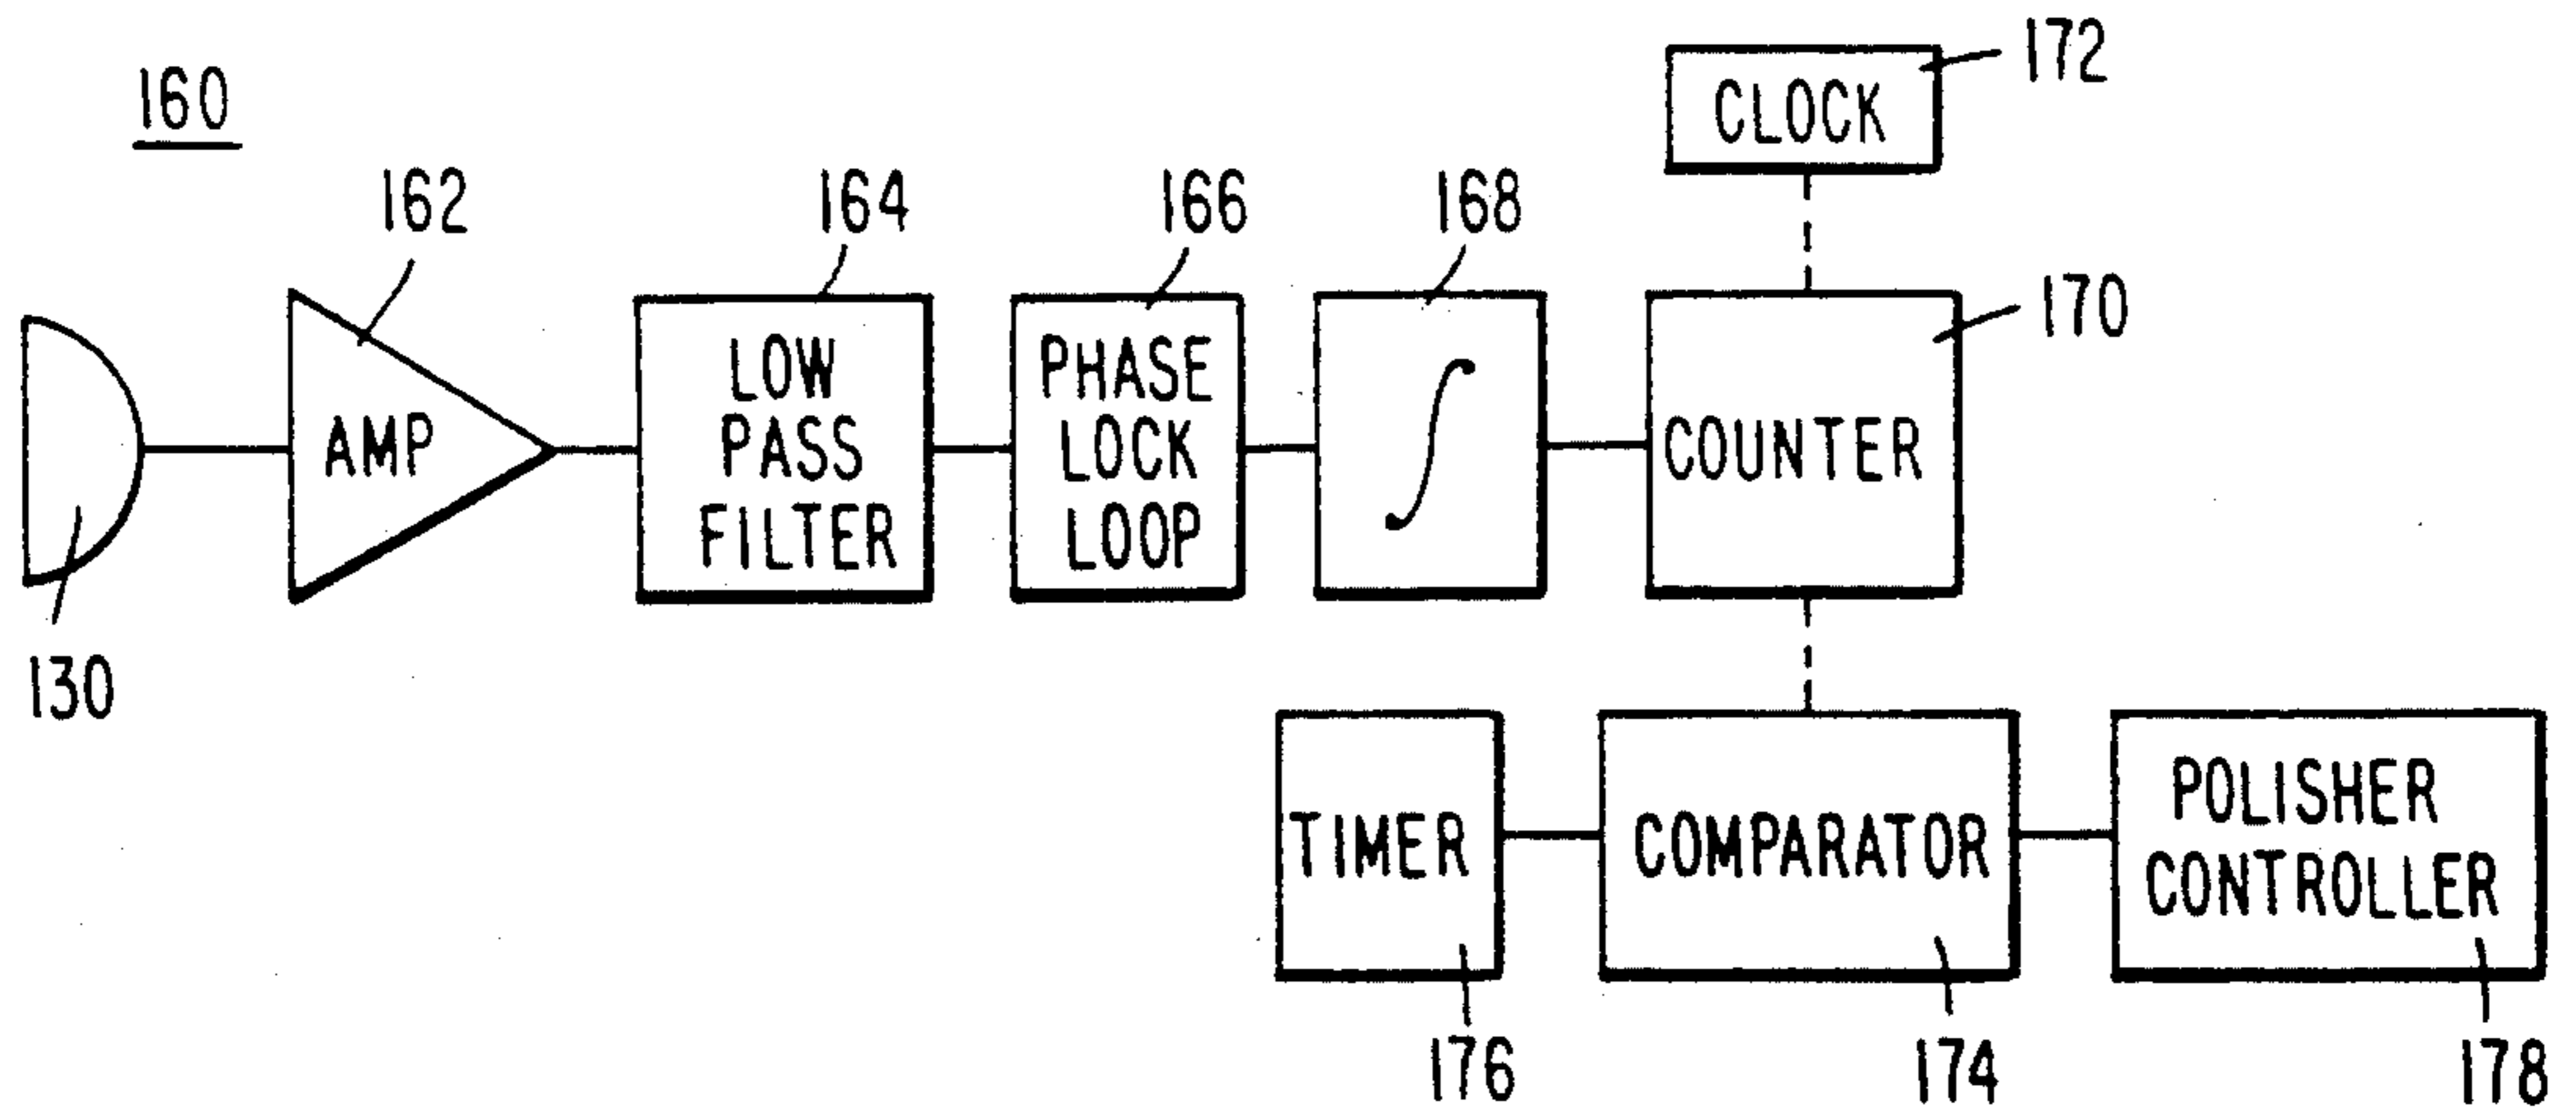 160
172
CLOCK
162
164
166
168
170
AMP
LOW
PASS
FILTER
PHASE
LOCK
LOOP
∫
COUNTER
130
TIMER
COMPARATOR
POLISHER
CONTROLLER
176
174
178